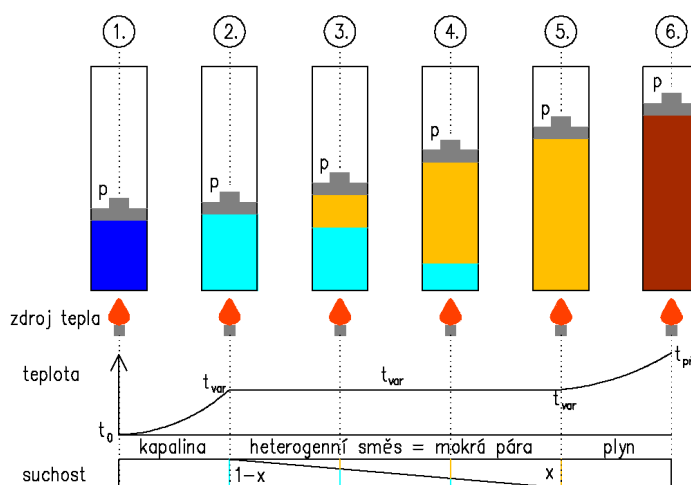 1. 2. 3. 4. 5. 6.
p p p p p p
zdroj tepla
teplota
t_var t_var t_var t_př
t_0
kapalina heterogenní směs = mokrá pára plyn
suchost 1-x x